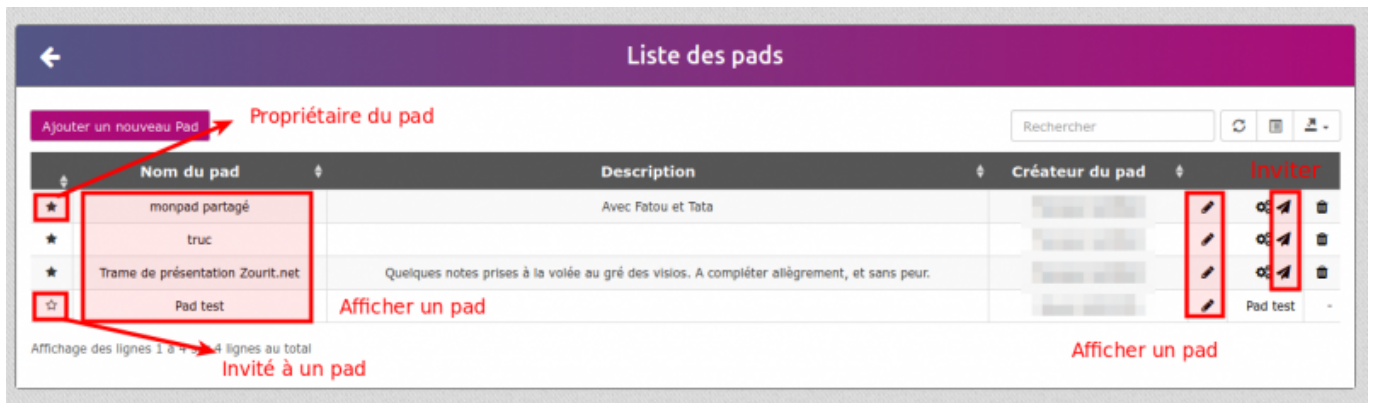 Liste des pads
Propriétaire du pad
Ajouter un nouveau Pad
Rechercher
Inviter
Nom du pad Description Créateur du pad
monpad partagé Avec Fatou et Tata
truc
Trame de présentation Zourit.net Quelques notes prises à la volée au gré des visios. A compléter allègrement, et sans peur.
Pad test Afficher un pad Pad test -
Affichage des lignes 1 à 4 4 lignes au total
Afficher un pad
Invité à un pad